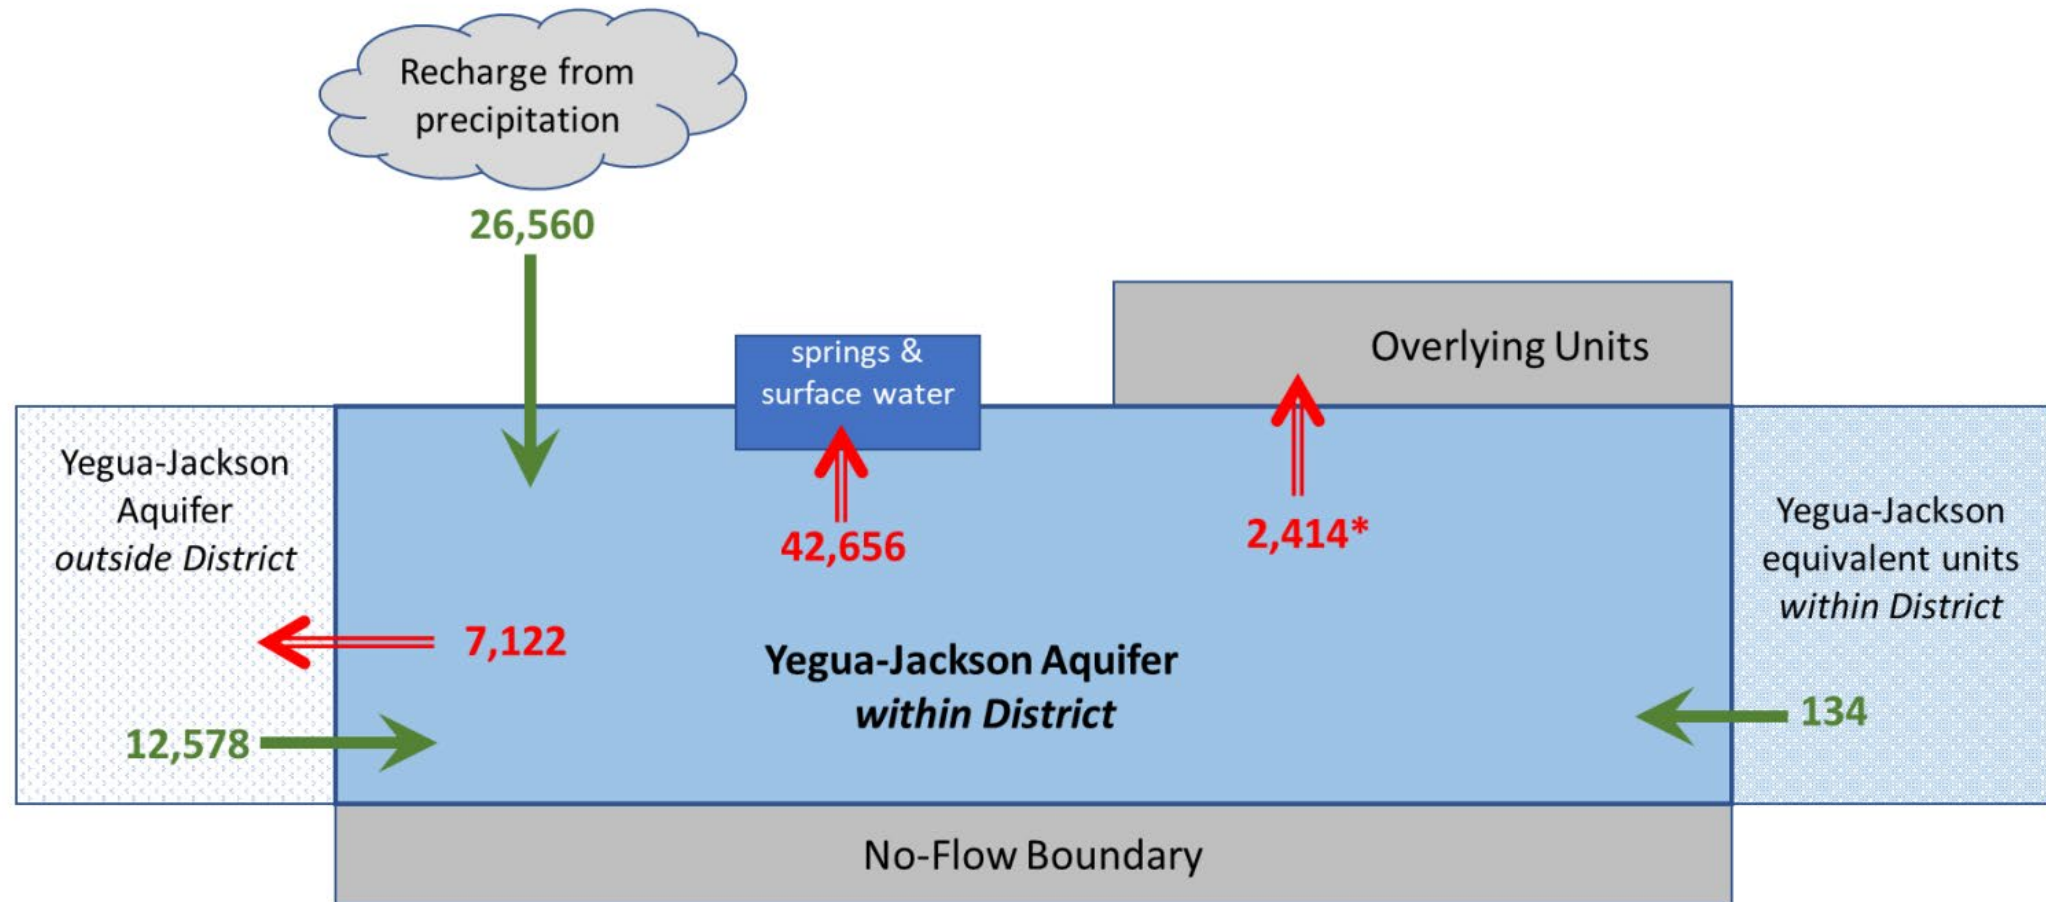 Recharge from
precipitation
26,560
springs &
surface water
Overlying Units
Yegua-Jackson
Aquifer
outside District
42,656
2,414*
Yegua-Jackson
equivalent units
within District
7,122
Yegua-Jackson Aquifer
within District
12,578
134
No-Flow Boundary